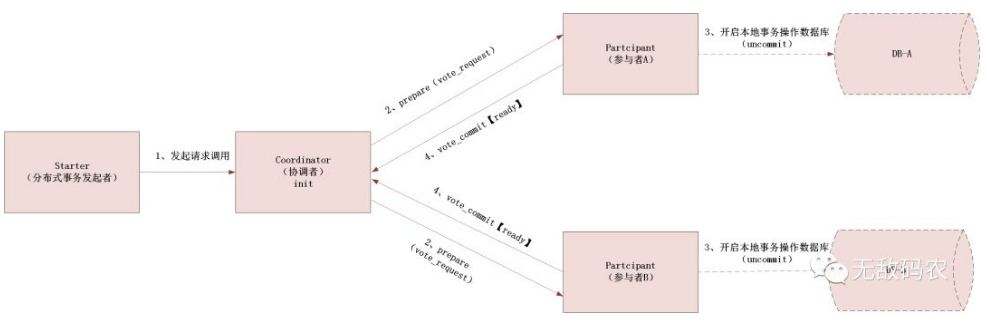 Starter
（分布式事务发起者）
1、发起请求调用
Coordinator
（协调者）
init
2、prepare（vote_request）
4、vote_commit【ready】
4、vote_commit【ready】
2、prepare
（vote_request）
Partcipant
（参与者A）
3、开启本地事务操作数据库
（uncommit）
DB-A
Partcipant
（参与者B）
3、开启本地事务操作数据库
（uncommit）
无敌码农